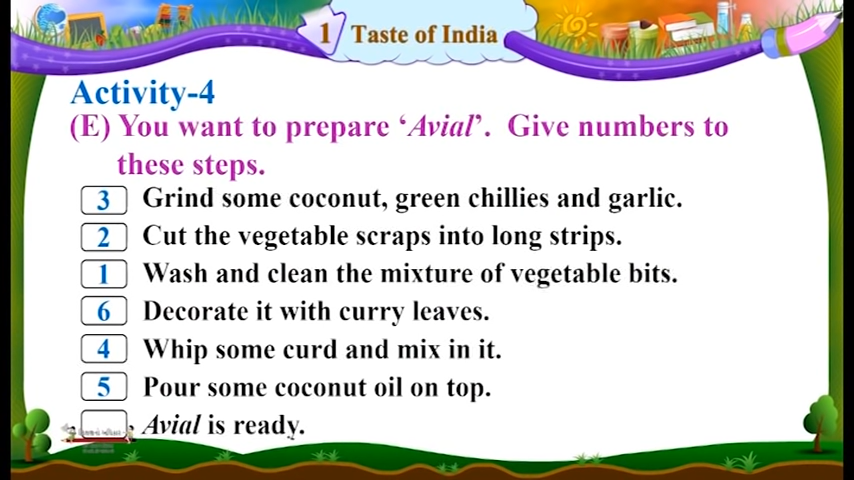 1 Taste of India
Activity-4
(E) You want to prepare ‘Avial’. Give numbers to
these steps.
3 Grind some coconut, green chillies and garlic.
2 Cut the vegetable scraps into long strips.
1 Wash and clean the mixture of vegetable bits.
6 Decorate it with curry leaves.
4 Whip some curd and mix in it.
5 Pour some coconut oil on top.
Avial is ready.